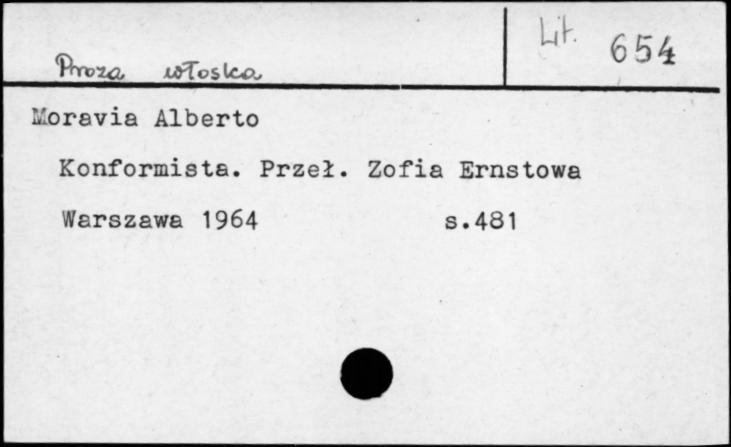 Proza włoska
Lit. 654
Moravia Alberto
Konformista. Przeł. Zofia Ernstowa
Warszawa 1964 s.481